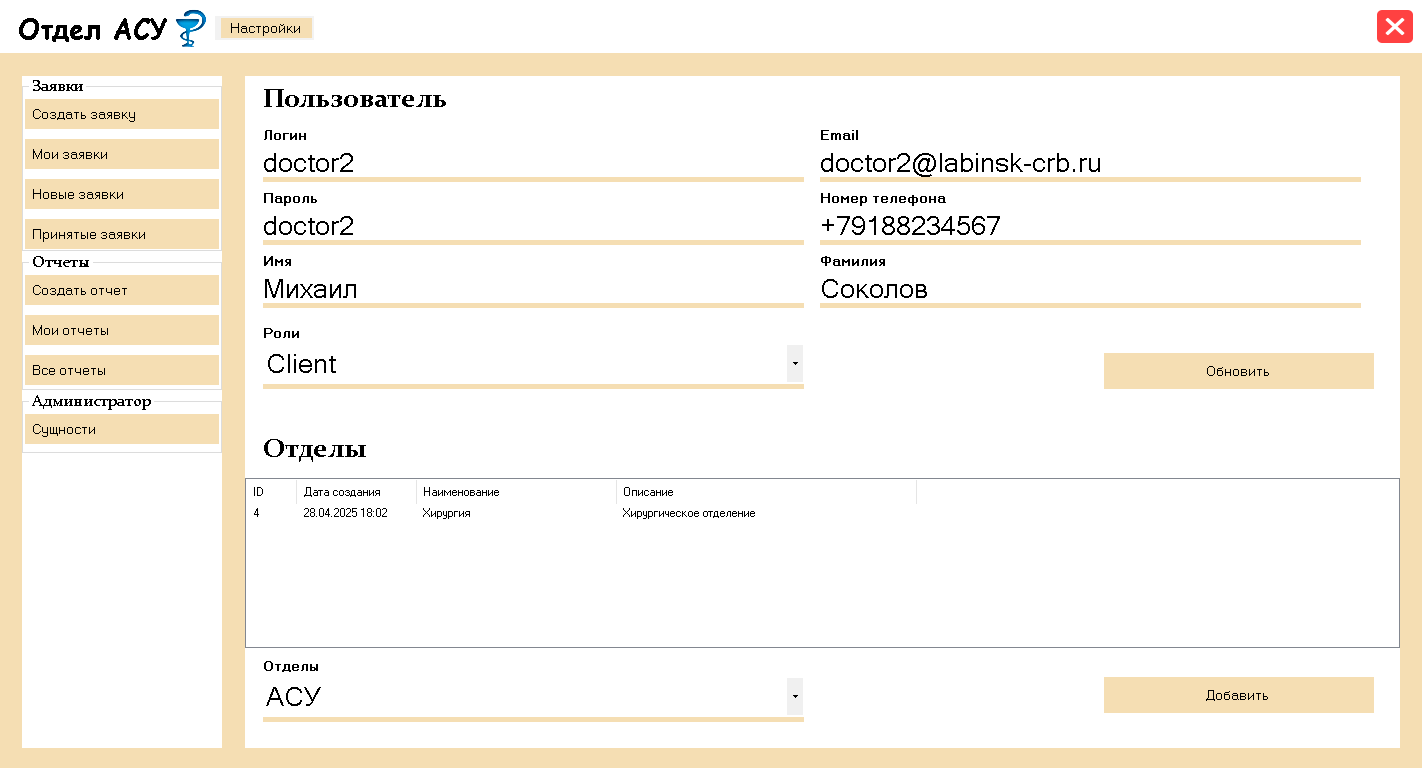 Отдел АСУ
Настройки
Заявки
Создать заявку
Мои заявки
Новые заявки
Принятые заявки
Отчеты
Создать отчет
Мои отчеты
Все отчеты
Администратор
Сущности
Пользователь
Логин
doctor2
Email
doctor2@labinsk-crb.ru
Пароль
doctor2
Номер телефона
+79188234567
Имя
Михаил
Фамилия
Соколов
Роли
Client
Обновить
Отделы
ID Дата создания Наименование Описание
4 28.04.2025 18:02 Хирургия Хирургическое отделение
Отделы
АСУ
Добавить